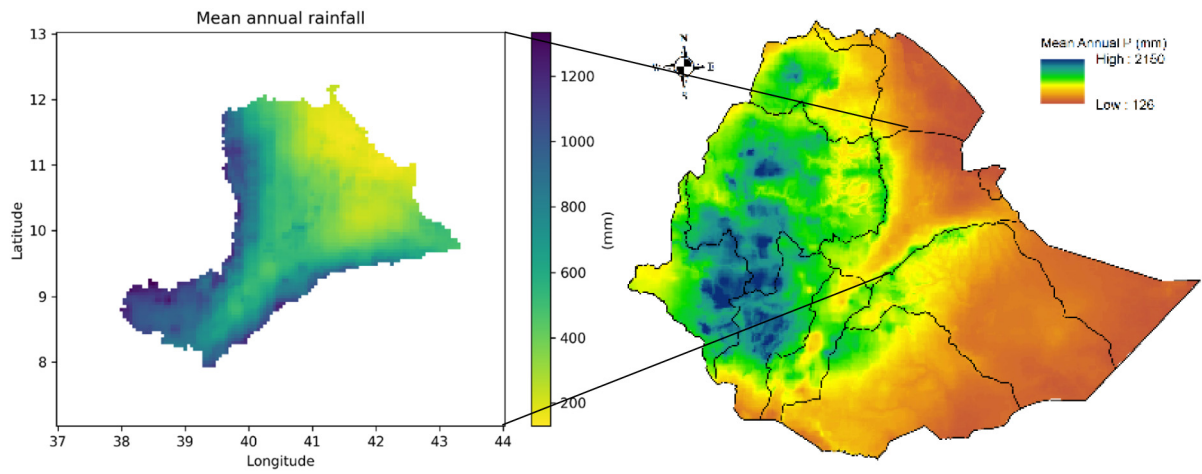 Mean annual rainfall
13
12
11
10
9
8
Latitude
37
38
39
40
41
42
43
44
Longitude
1200
1000
800
600
400
200
(mm)
N
W
E
S
Mean Annual P (mm)
High : 2150
Low : 126